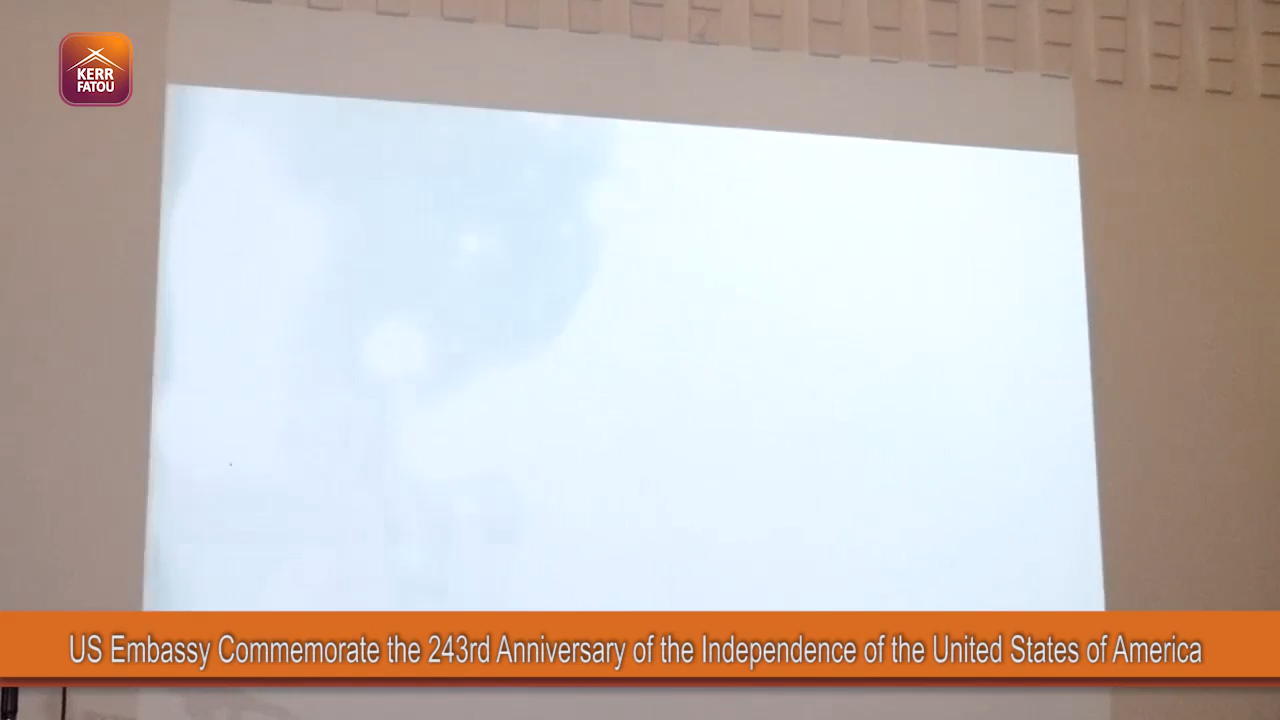 KERR
FATOU
US Embassy Commemorate the 243rd Anniversary of the Independence of the United States of America